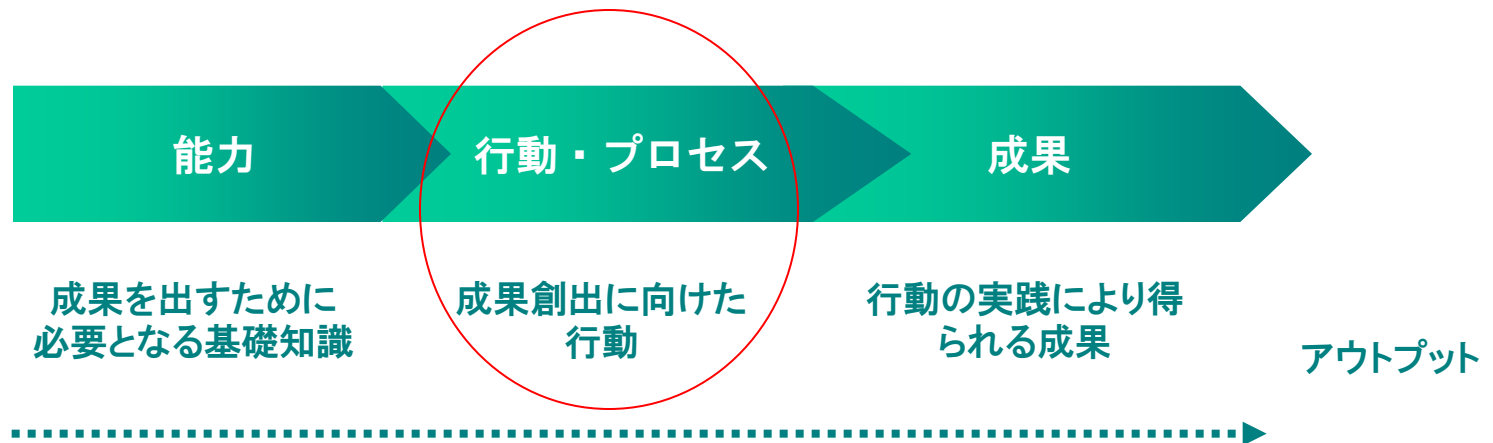 能力
行動・プロセス
成果
成果を出すために
必要となる基礎知識
成果創出に向けた
行動
行動の実践により得
られる成果
アウトプット